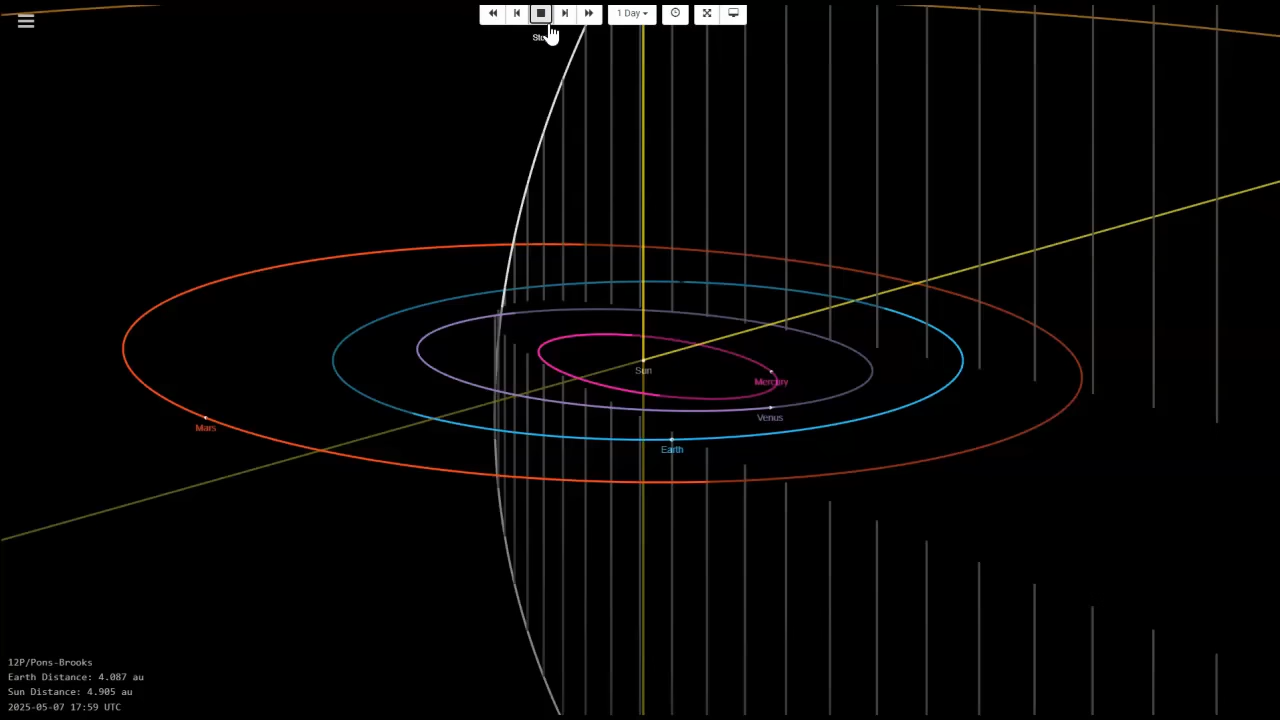 1 Day
Sun
Mercury
Venus
Mars
Earth
12P/Pons-Brooks
Earth Distance: 4.087 au
Sun Distance: 4.905 au
2025-05-07 17:59 UTC